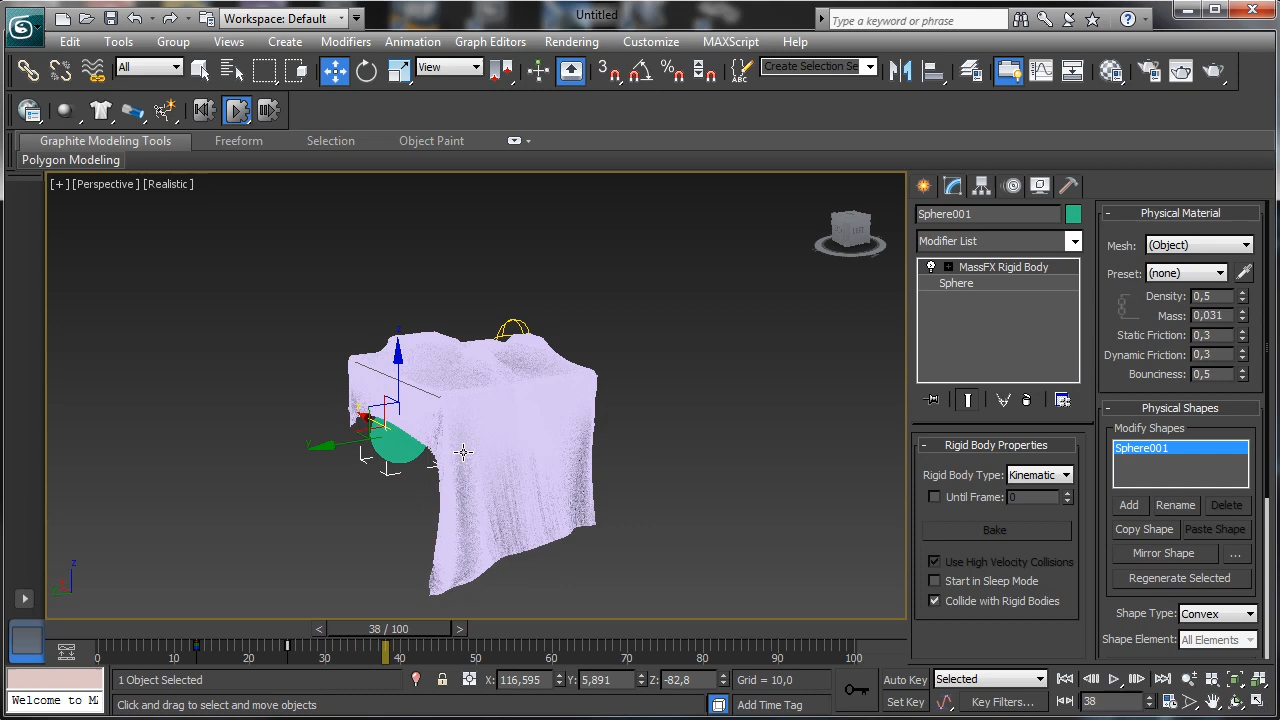 Workspace: Default
Untitled
Type a keyword or phrase
Edit Tools Group Views Create Modifiers Animation Graph Editors Rendering Customize MAXScript Help
All
View
Create Selection Se
Graphite Modeling Tools Freeform Selection Object Paint
Polygon Modeling
[+] [Perspective] [Realistic]
LEFT
Z
Y
z
Sphere001
Modifier List
MassFX Rigid Body
Sphere
- Rigid Body Properties
Rigid Body Type: Kinematic
Until Frame: 0
Bake
Use High Velocity Collisions
Start in Sleep Mode
Collide with Rigid Bodies
- Physical Material
Mesh: (Object)
Preset: (none)
Density: 0,5
Mass: 0,031
Static Friction: 0,3
Dynamic Friction: 0,3
Bounciness: 0,5
- Physical Shapes
Modify Shapes
Sphere001
Add Rename Delete
Copy Shape Paste Shape
Mirror Shape ...
Regenerate Selected
Shape Type: Convex
Shape Element: All Elements
< 38 / 100 >
0 10 20 30 40 50 60 70 80 90 100
1 Object Selected X: 116,595 Y: 5,891 Z: -82,8 Grid = 10,0 Auto Key Selected
Welcome to M
Click and drag to select and move objects Add Time Tag Set Key Key Filters... 38